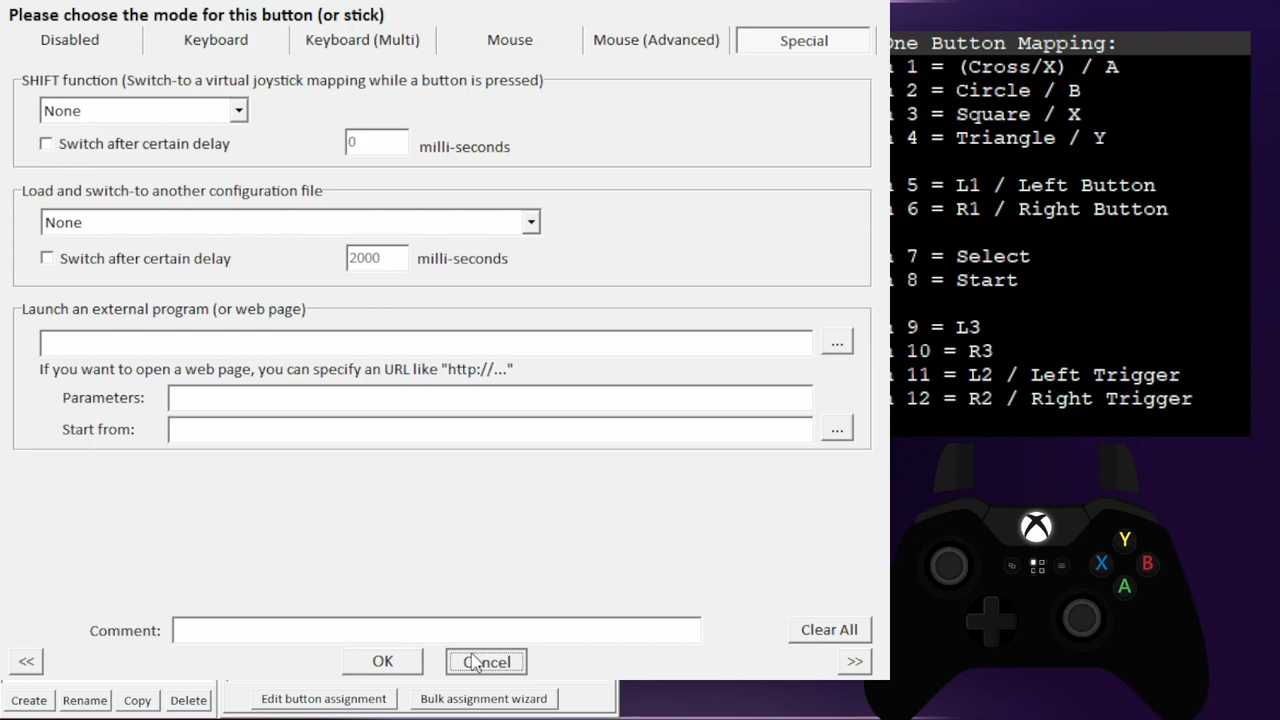 Please choose the mode for this button (or stick)
Disabled
Keyboard
Keyboard (Multi)
Mouse
Mouse (Advanced)
Special
SHIFT function (Switch-to a virtual joystick mapping while a button is pressed)
None
Switch after certain delay
0
milli-seconds
Load and switch-to another configuration file
None
Switch after certain delay
2000
milli-seconds
Launch an external program (or web page)
...
If you want to open a web page, you can specify an URL like "http://..."
Parameters:
Start from:
...
Comment:
Clear All
<<
OK
>>
Create
Rename
Copy
Delete
Edit button assignment
Bulk assignment wizard
One Button Mapping:
1 = (Cross/X) / A
2 = Circle / B
3 = Square / X
4 = Triangle / Y
5 = L1 / Left Button
6 = R1 / Right Button
7 = Select
8 = Start
9 = L3
10 = R3
11 = L2 / Left Trigger
12 = R2 / Right Trigger
Y
X
B
A